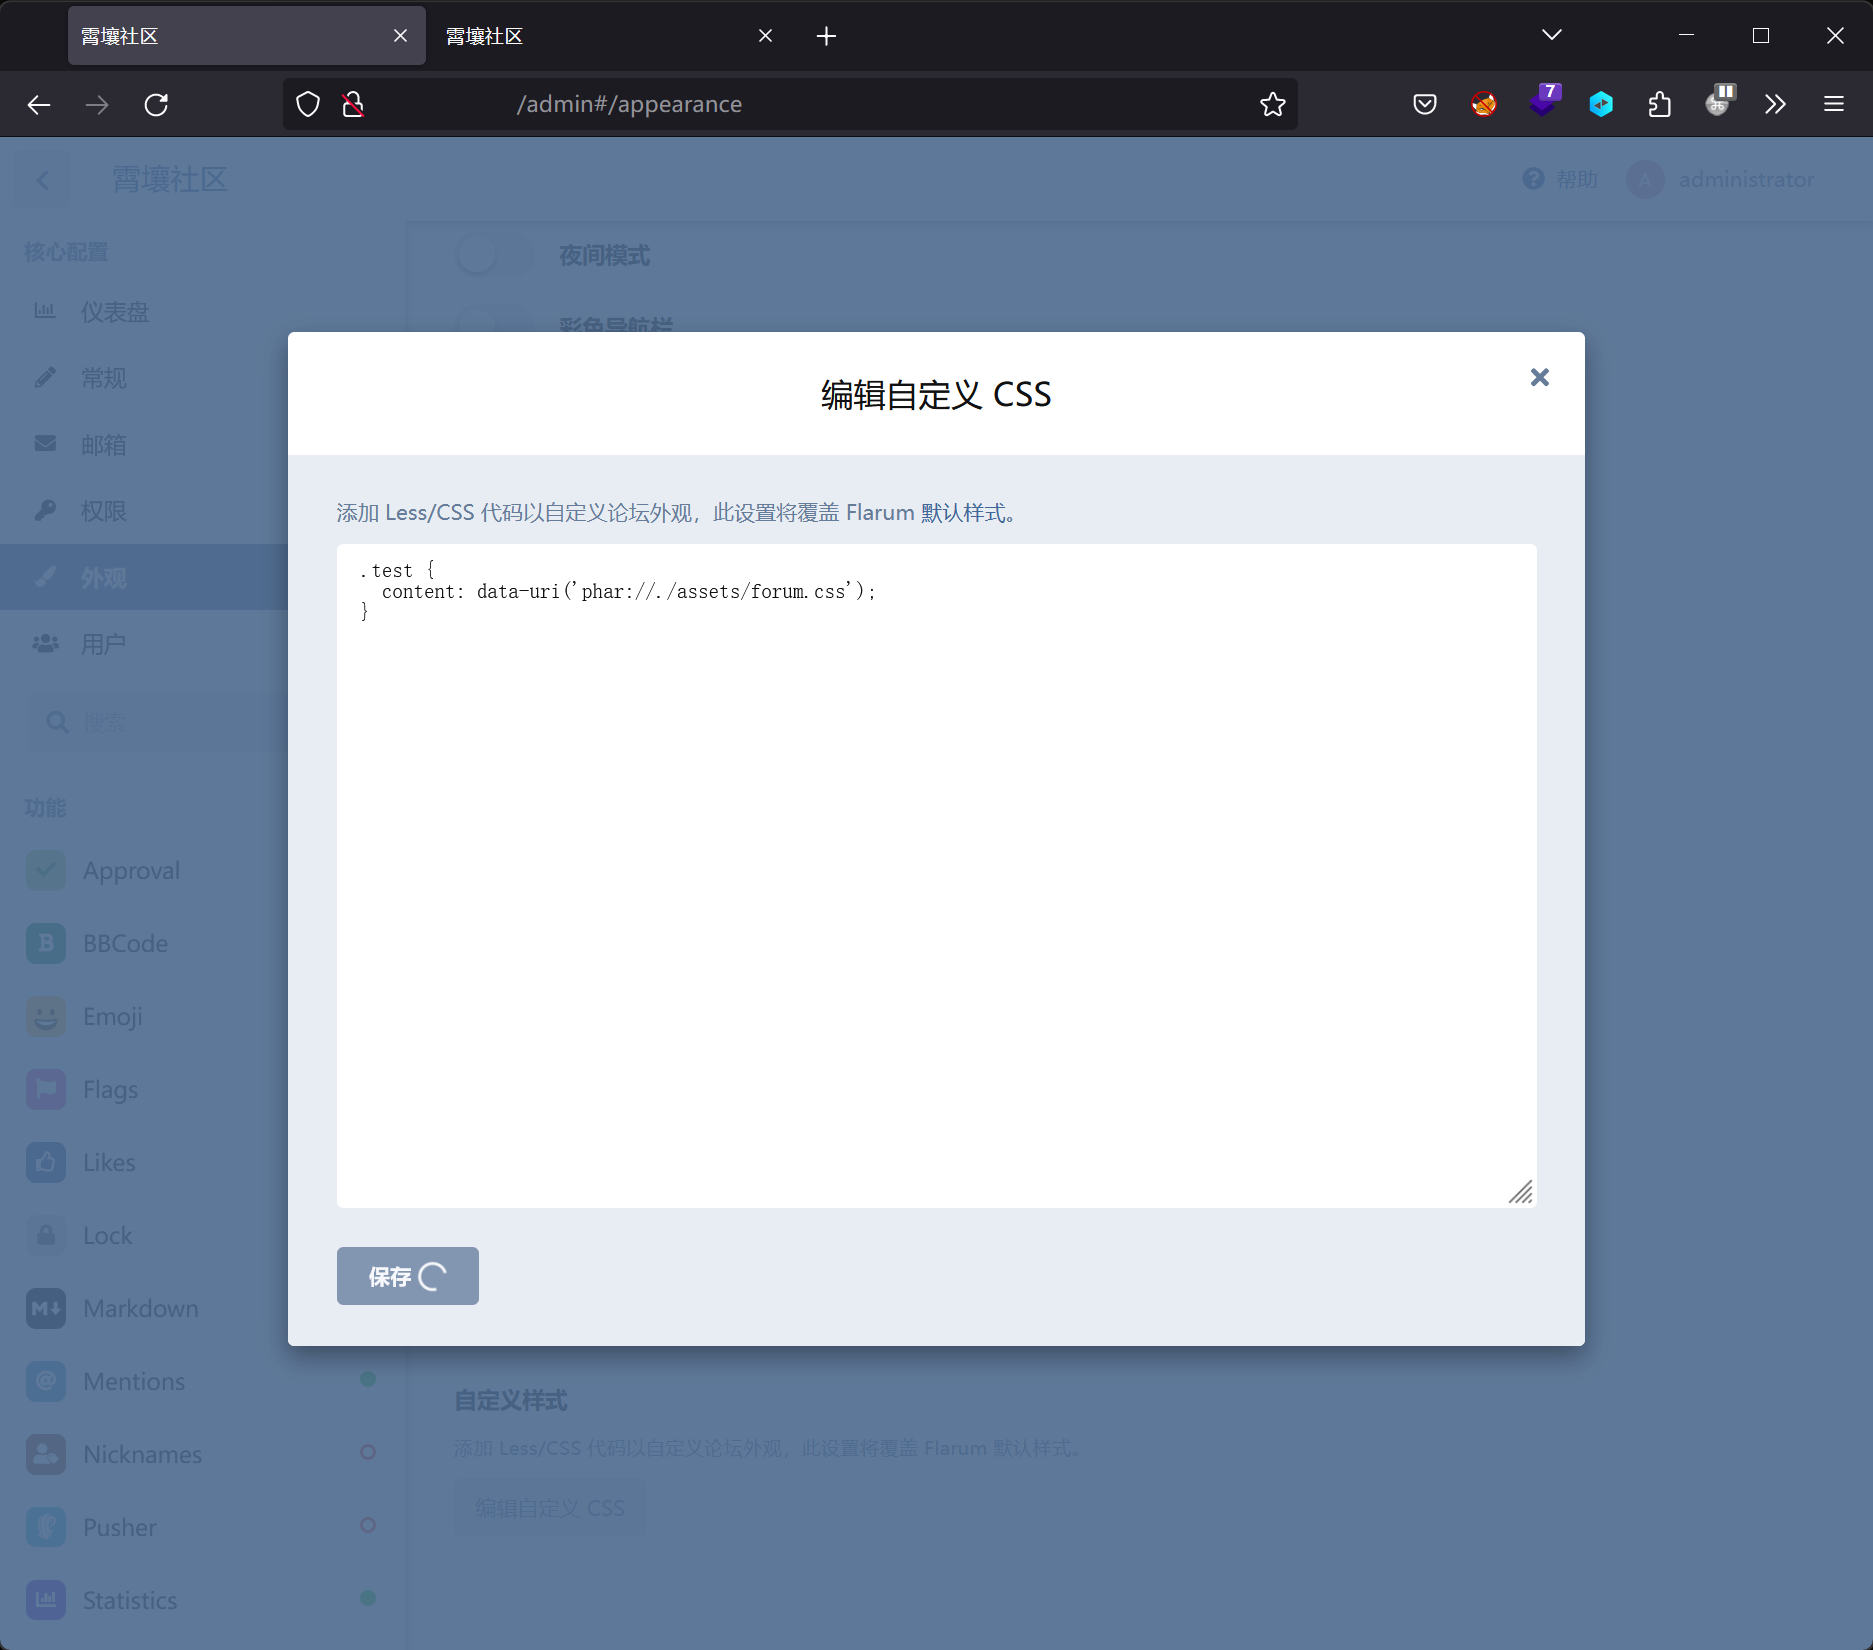 霄壤社区
霄壤社区
/admin#/appearance
7
霄壤社区
帮助
A
administrator
核心配置
仪表盘
常规
邮箱
权限
外观
用户
搜索
功能
Approval
BBCode
Emoji
Flags
Likes
Lock
Markdown
Mentions
Nicknames
Pusher
Statistics
夜间模式
彩色导航栏
编辑自定义 CSS
添加 Less/CSS 代码以自定义论坛外观，此设置将覆盖 Flarum 默认样式。
.test {
  content: data-uri('phar://./assets/forum.css');
}
保存
自定义样式
添加 Less/CSS 代码以自定义论坛外观，此设置将覆盖 Flarum 默认样式。
编辑自定义 CSS